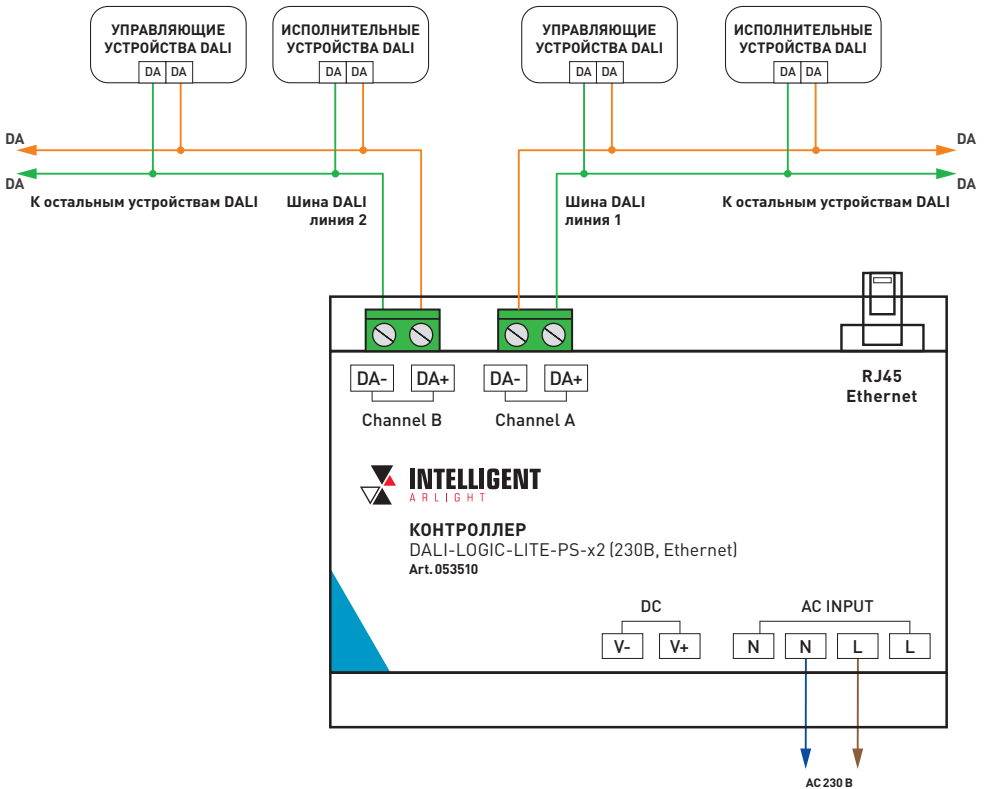 УПРАВЛЯЮЩИЕ
УСТРОЙСТВА DALI
DA DA
ИСПОЛНИТЕЛЬНЫЕ
УСТРОЙСТВА DALI
DA DA
УПРАВЛЯЮЩИЕ
УСТРОЙСТВА DALI
DA DA
ИСПОЛНИТЕЛЬНЫЕ
УСТРОЙСТВА DALI
DA DA
DA
DA
DA
DA
К остальным устройствам DALI
Шина DALI
линия 2
Шина DALI
линия 1
К остальным устройствам DALI
DA- DA+
Channel B
DA- DA+
Channel A
RJ45
Ethernet
INTELLIGENT
ARLIGHT
КОНТРОЛЛЕР
DALI-LOGIC-LITE-PS-x2 (230В, Ethernet)
Art. 053510
DC
V- V+
AC INPUT
N N L L
AC 230 В